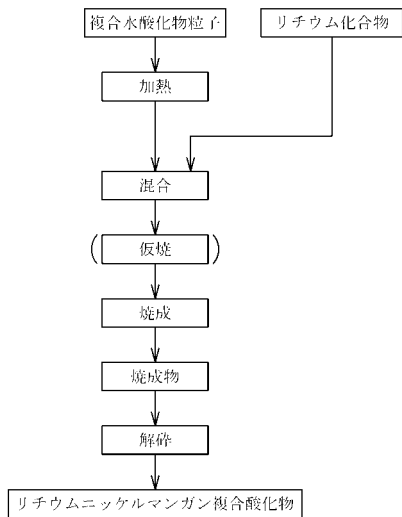 複合水酸化物粒子
リチウム化合物
加熱
混合
(仮焼)
焼成
焼成物
解砕
リチウムニッケルマンガン複合酸化物